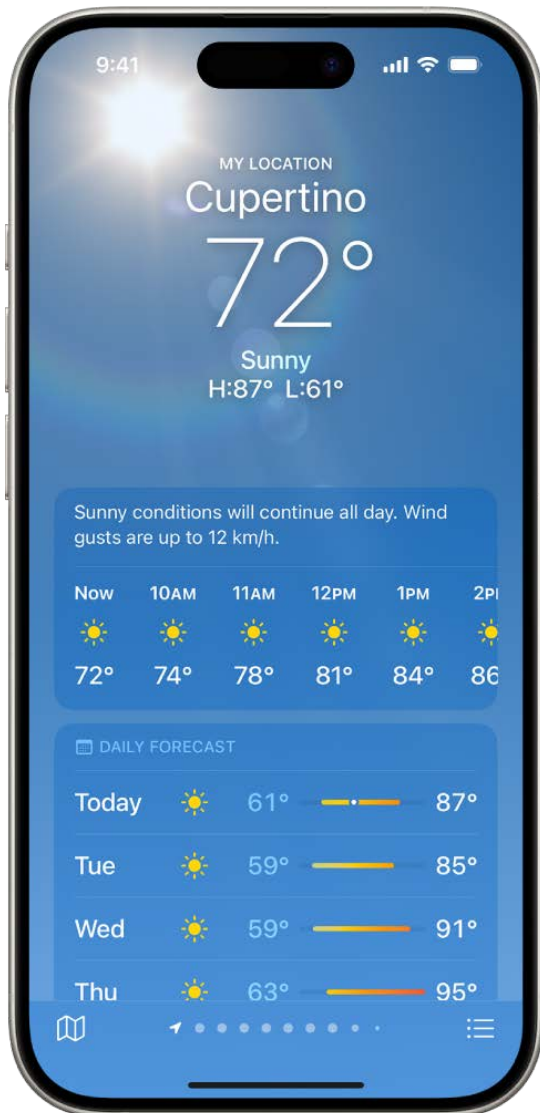 9:41
MY LOCATION
Cupertino
72°
Sunny
H:87° L:61°
Sunny conditions will continue all day. Wind
gusts are up to 12 km/h.
Now 10AM 11AM 12PM 1PM
72° 74° 78° 81° 84° 86
DAILY FORECAST
Today 61° 87°
Tue 59° 85°
Wed 59° 91°
Thu 63° 95°